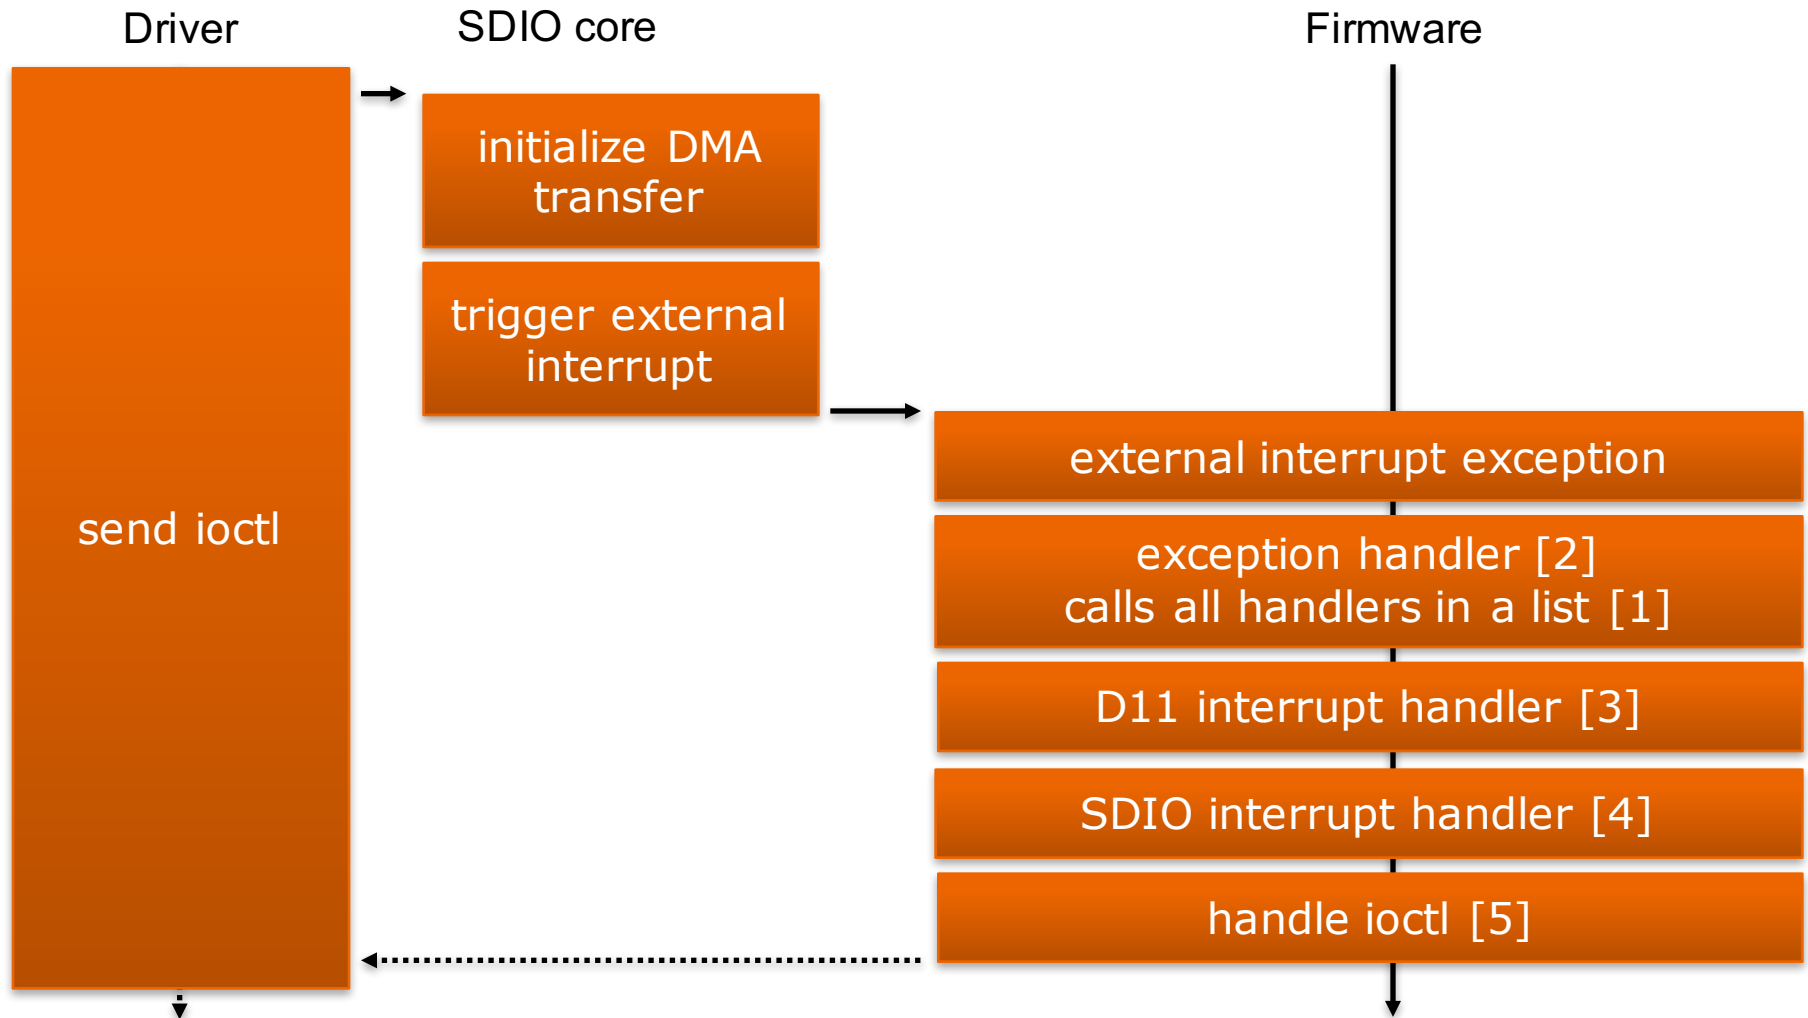 Driver
SDIO core
Firmware
initialize DMA
transfer
trigger external
interrupt
external interrupt exception
send ioctl
exception handler [2]
calls all handlers in a list [1]
D11 interrupt handler [3]
SDIO interrupt handler [4]
handle ioctl [5]